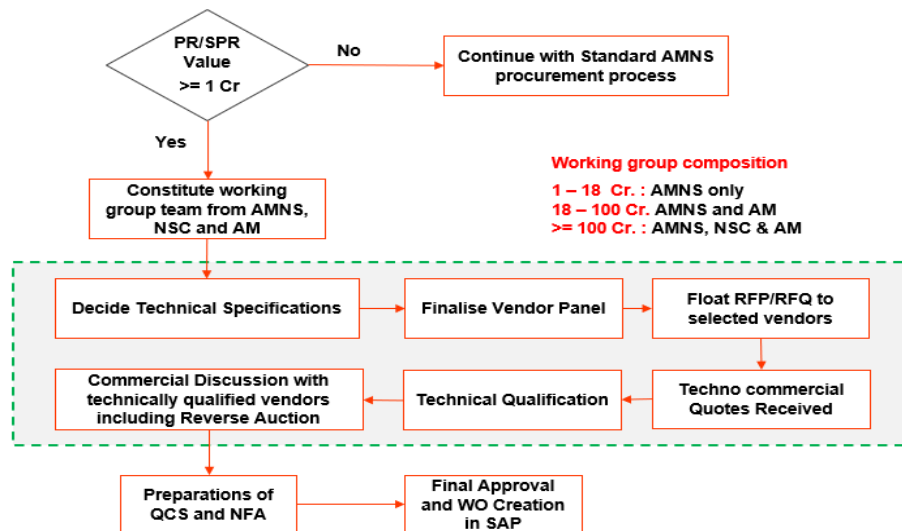 PR/SPR
Value
>= 1 Cr
No
Continue with Standard AMNS
procurement process
Yes
Constitute working
group team from AMNS,
NSC and AM
Working group composition
1 – 18 Cr. : AMNS only
18 – 100 Cr. AMNS and AM
>= 100 Cr. : AMNS, NSC & AM
Decide Technical Specifications
Finalise Vendor Panel
Float RFP/RFQ to
selected vendors
Commercial Discussion with
technically qualified vendors
including Reverse Auction
Technical Qualification
Techno commercial
Quotes Received
Preparations of
QCS and NFA
Final Approval
and WO Creation
in SAP